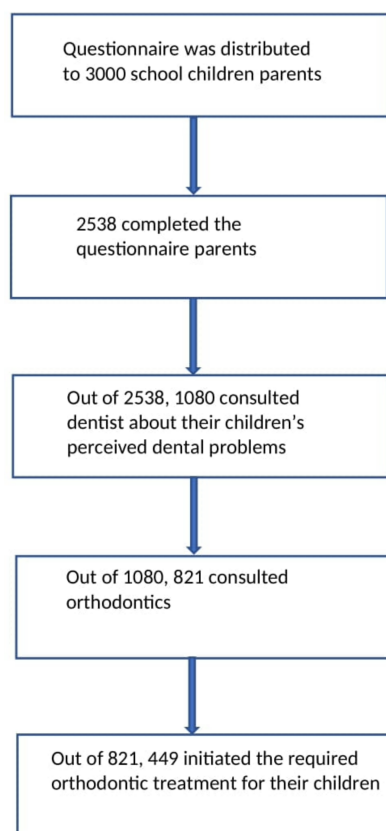 Questionnaire was distributed
to 3000 school children parents
2538 completed the
questionnaire parents
Out of 2538, 1080 consulted
dentist about their children’s
perceived dental problems
Out of 1080, 821 consulted
orthodontics
Out of 821, 449 initiated the required
orthodontic treatment for their children